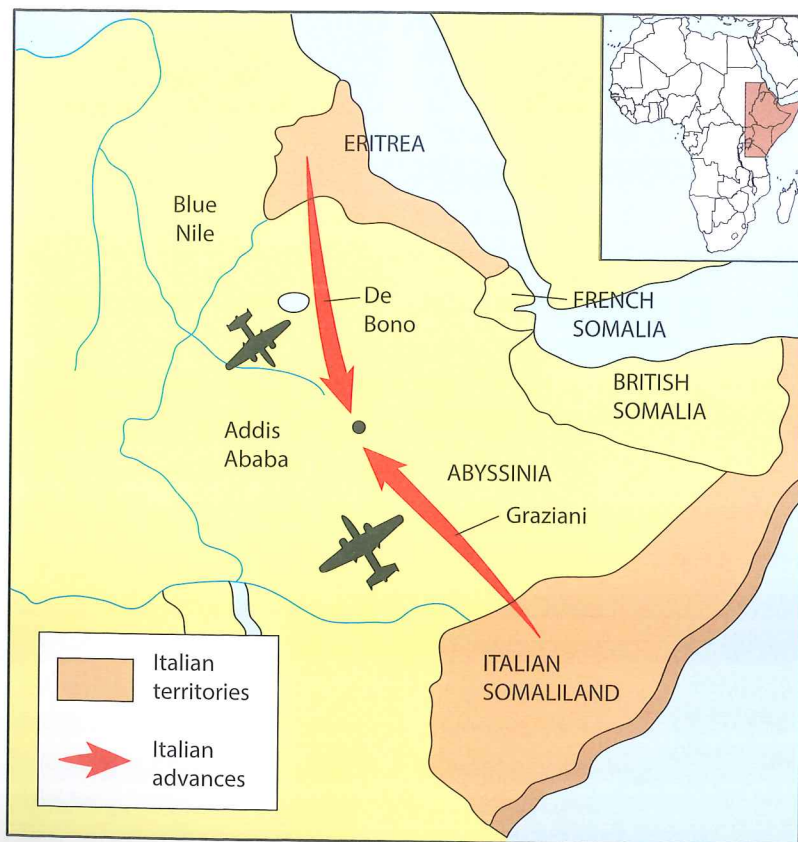 ERITREA
Blue
Nile
De
Bono
FRENCH
SOMALIA
BRITISH
SOMALIA
Addis
Ababa
ABYSSINIA
Graziani
ITALIAN
SOMALILAND
Italian
territories
Italian
advances